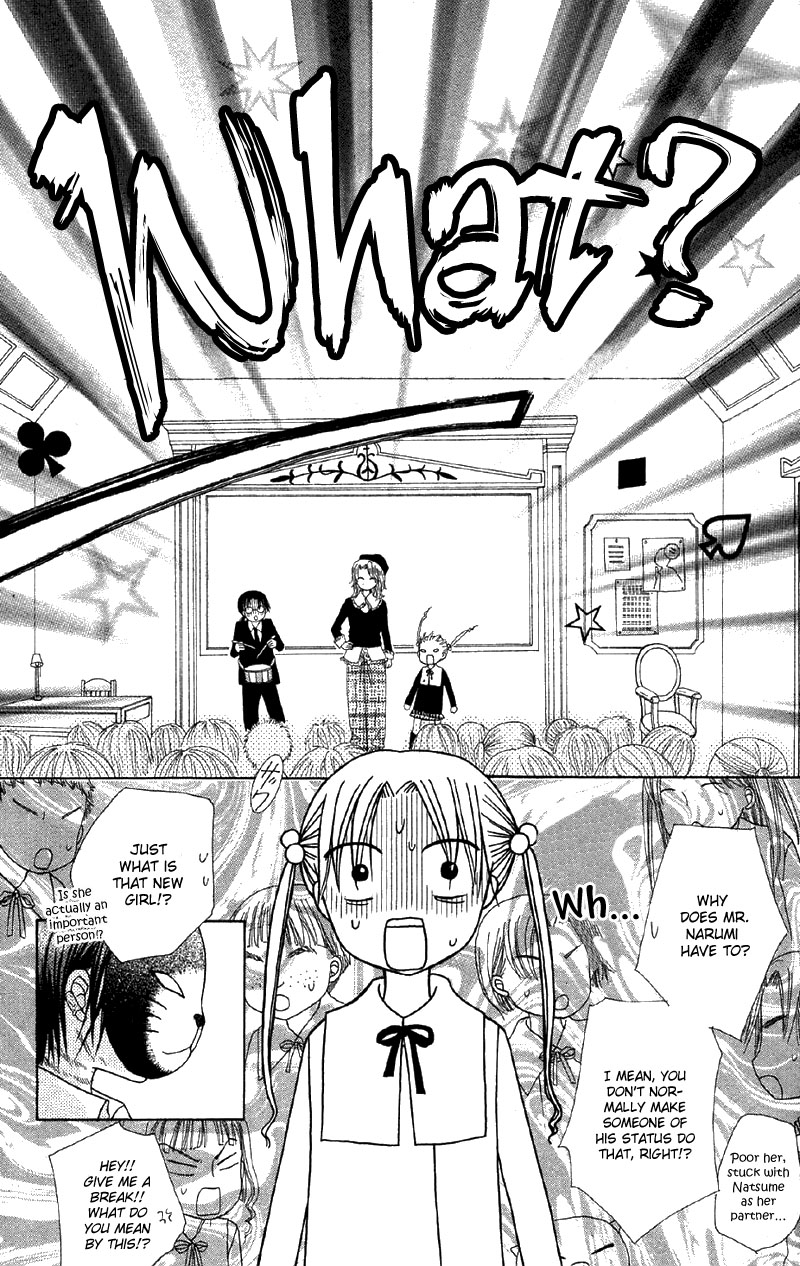 What?
JUST
WHAT IS
THAT NEW
GIRL!?
Is she
actually an
important
person!?
Wh...
WHY
DOES MR.
NARUMI
HAVE TO?
I MEAN, YOU
DON'T NOR-
MALLY MAKE
SOMEONE OF
HIS STATUS DO
THAT, RIGHT!?
Poor her,
stuck with
Natsume
as her
partner...
HEY!!
GIVE ME A
BREAK!!
WHAT DO
YOU MEAN
BY THIS!?